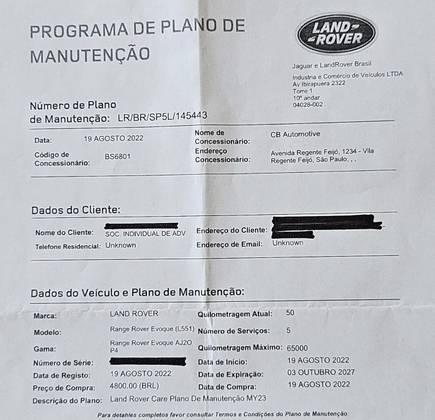 PROGRAMA DE PLANO DE
MANUTENÇÃO
LAND-
-ROVER
Jaguar e LandRover Brasil
Industria e Comércio de Veículos LTDA
Av Ibirapuera 2322
Torre 1
10º andar
04028-002
Número de Plano
de Manutenção: LR/BR/SP5L/145443
Data: 19 AGOSTO 2022
Nome de Concessionário: CB Automotive
Código de Concessionário: BS6801
Endereço Concessionário: Avenida Regente Feijó, 1234 - Vila
Regente Feijó, São Paulo, , ,
Dados do Cliente:
Nome do Cliente: SOC. INDIVIDUAL DE ADV
Endereço do Cliente:
Telefone Residencial: Unknown
Endereço de Email: Unknown
Dados do Veículo e Plano de Manutenção:
Marca: LAND ROVER Quilometragem Atual: 50
Modelo: Range Rover Evoque (L551) Número de Serviços: 5
Gama: Range Rover Evoque AJ20 P4 Quilometragem Máximo: 65000
Número de Série: Data de Início: 19 AGOSTO 2022
Data de Registo: 19 AGOSTO 2022 Data de Expiração: 03 OUTUBRO 2027
Preço de Compra: 4800.00 (BRL) Data de Compra: 19 AGOSTO 2022
Descrição do Plano: Land Rover Care Plano De Manutenção MY23
Para detalhes completos favor consultar Termos e Condições do Plano de Manutenção